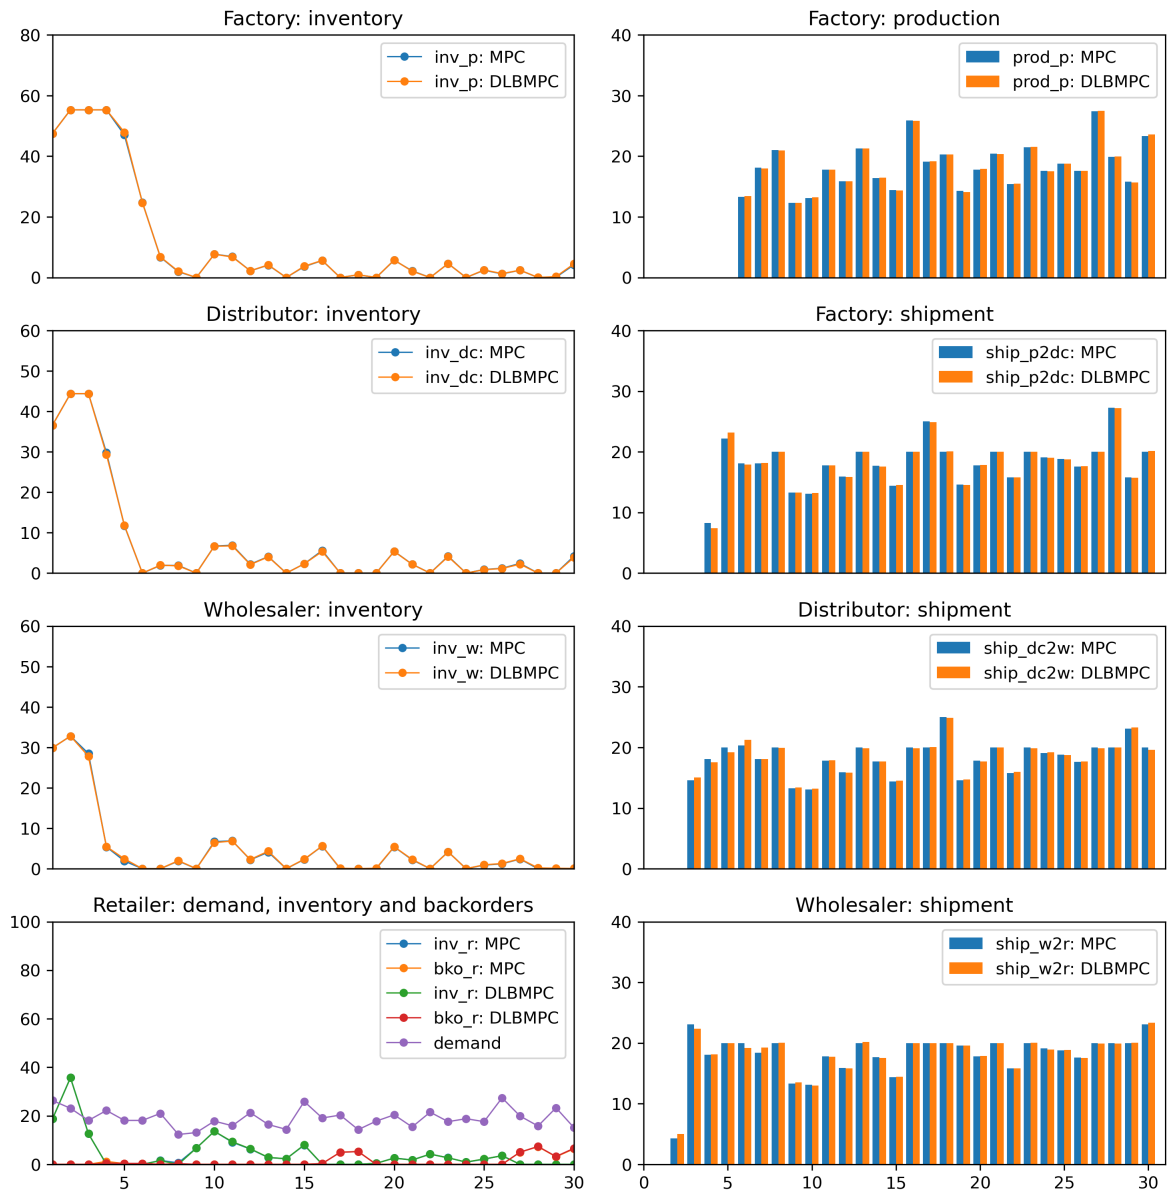 Factory: inventory
80
60
40
20
0
inv_p: MPC
inv_p: DLBMPC
Factory: production
40
30
20
10
0
prod_p: MPC
prod_p: DLBMPC
Distributor: inventory
60
50
40
30
20
10
0
inv_dc: MPC
inv_dc: DLBMPC
Factory: shipment
40
30
20
10
0
ship_p2dc: MPC
ship_p2dc: DLBMPC
Wholesaler: inventory
60
50
40
30
20
10
0
inv_w: MPC
inv_w: DLBMPC
Distributor: shipment
40
30
20
10
0
ship_dc2w: MPC
ship_dc2w: DLBMPC
Retailer: demand, inventory and backorders
100
80
60
40
20
0
inv_r: MPC
bko_r: MPC
inv_r: DLBMPC
bko_r: DLBMPC
demand
5 10 15 20 25 30
Wholesaler: shipment
40
30
20
10
0
ship_w2r: MPC
ship_w2r: DLBMPC
0 5 10 15 20 25 30